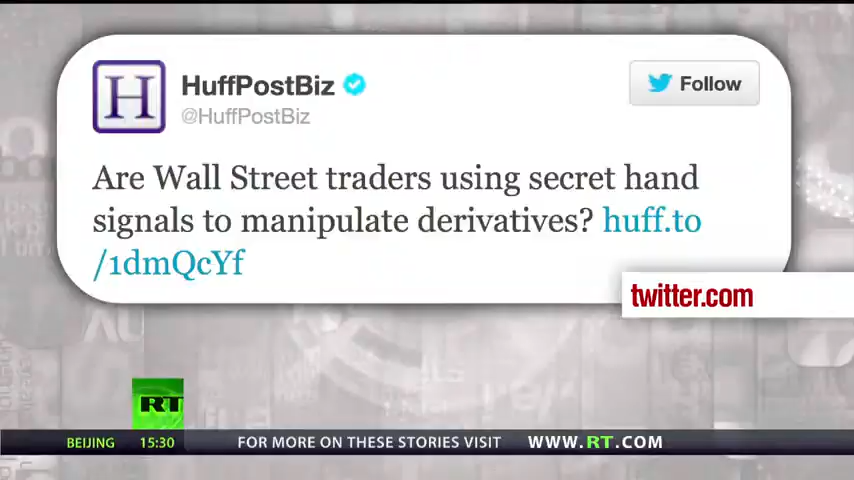 H
HuffPostBiz
@HuffPostBiz
Follow
Are Wall Street traders using secret hand
signals to manipulate derivatives? huff.to
/1dmQcYf
twitter.com
RT
BEIJING 15:30 FOR MORE ON THESE STORIES VISIT WWW.RT.COM